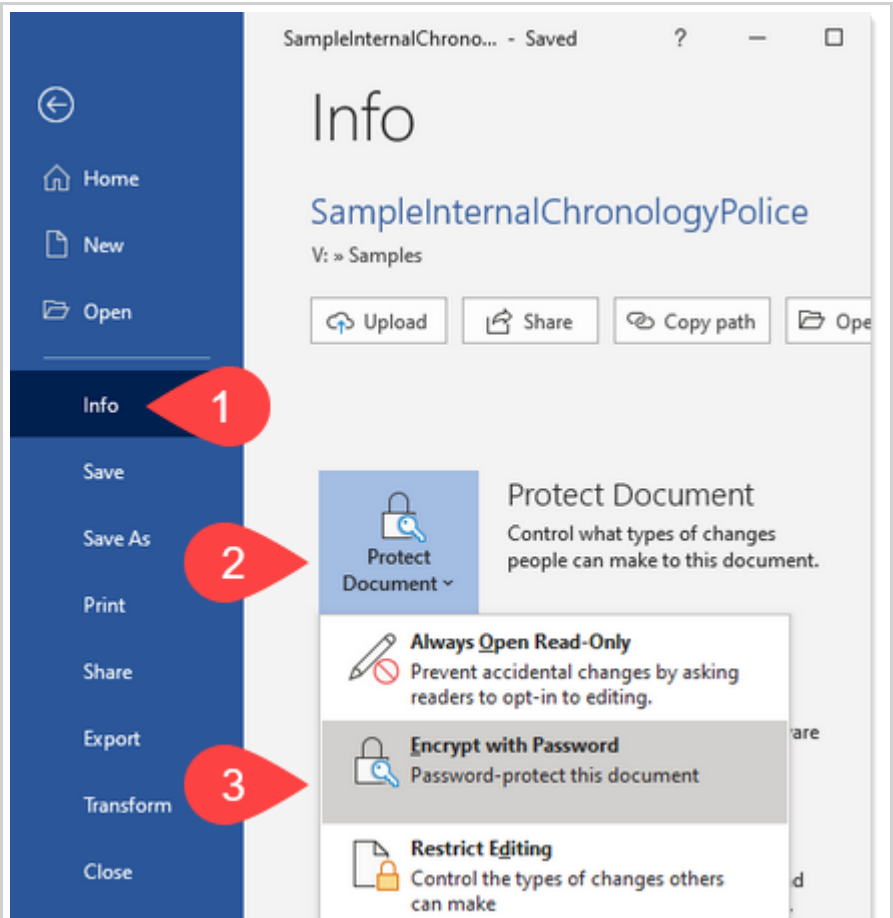 SampleInternalChrono... - Saved ?
Info
Home
New
Open
Info
1
Save
Save As
Print
Share
Export
Transform
Close
SampleInternalChronologyPolice
V: » Samples
Upload
Share
Copy path
Ope
2
Protect
Document
Protect Document
Control what types of changes
people can make to this document.
Always Open Read-Only
Prevent accidental changes by asking
readers to opt-in to editing.
3
Encrypt with Password
Password-protect this document
Restrict Editing
Control the types of changes others
can make